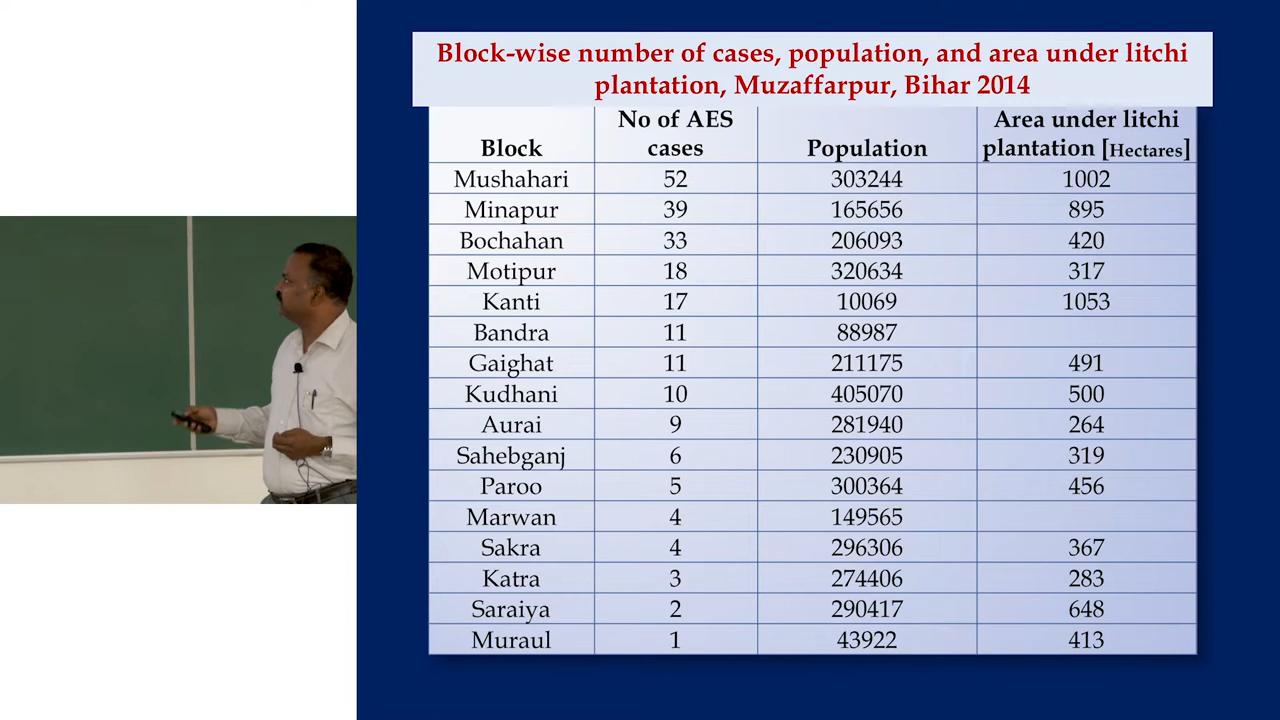 Block-wise number of cases, population, and area under litchi
plantation, Muzaffarpur, Bihar 2014
Block No of AES cases Population Area under litchi plantation [Hectares]
Mushahari 52 303244 1002
Minapur 39 165656 895
Bochahan 33 206093 420
Motipur 18 320634 317
Kanti 17 10069 1053
Bandra 11 88987
Gaighat 11 211175 491
Kudhani 10 405070 500
Aurai 9 281940 264
Sahebganj 6 230905 319
Paroo 5 300364 456
Marwan 4 149565
Sakra 4 296306 367
Katra 3 274406 283
Saraiya 2 290417 648
Muraul 1 43922 413